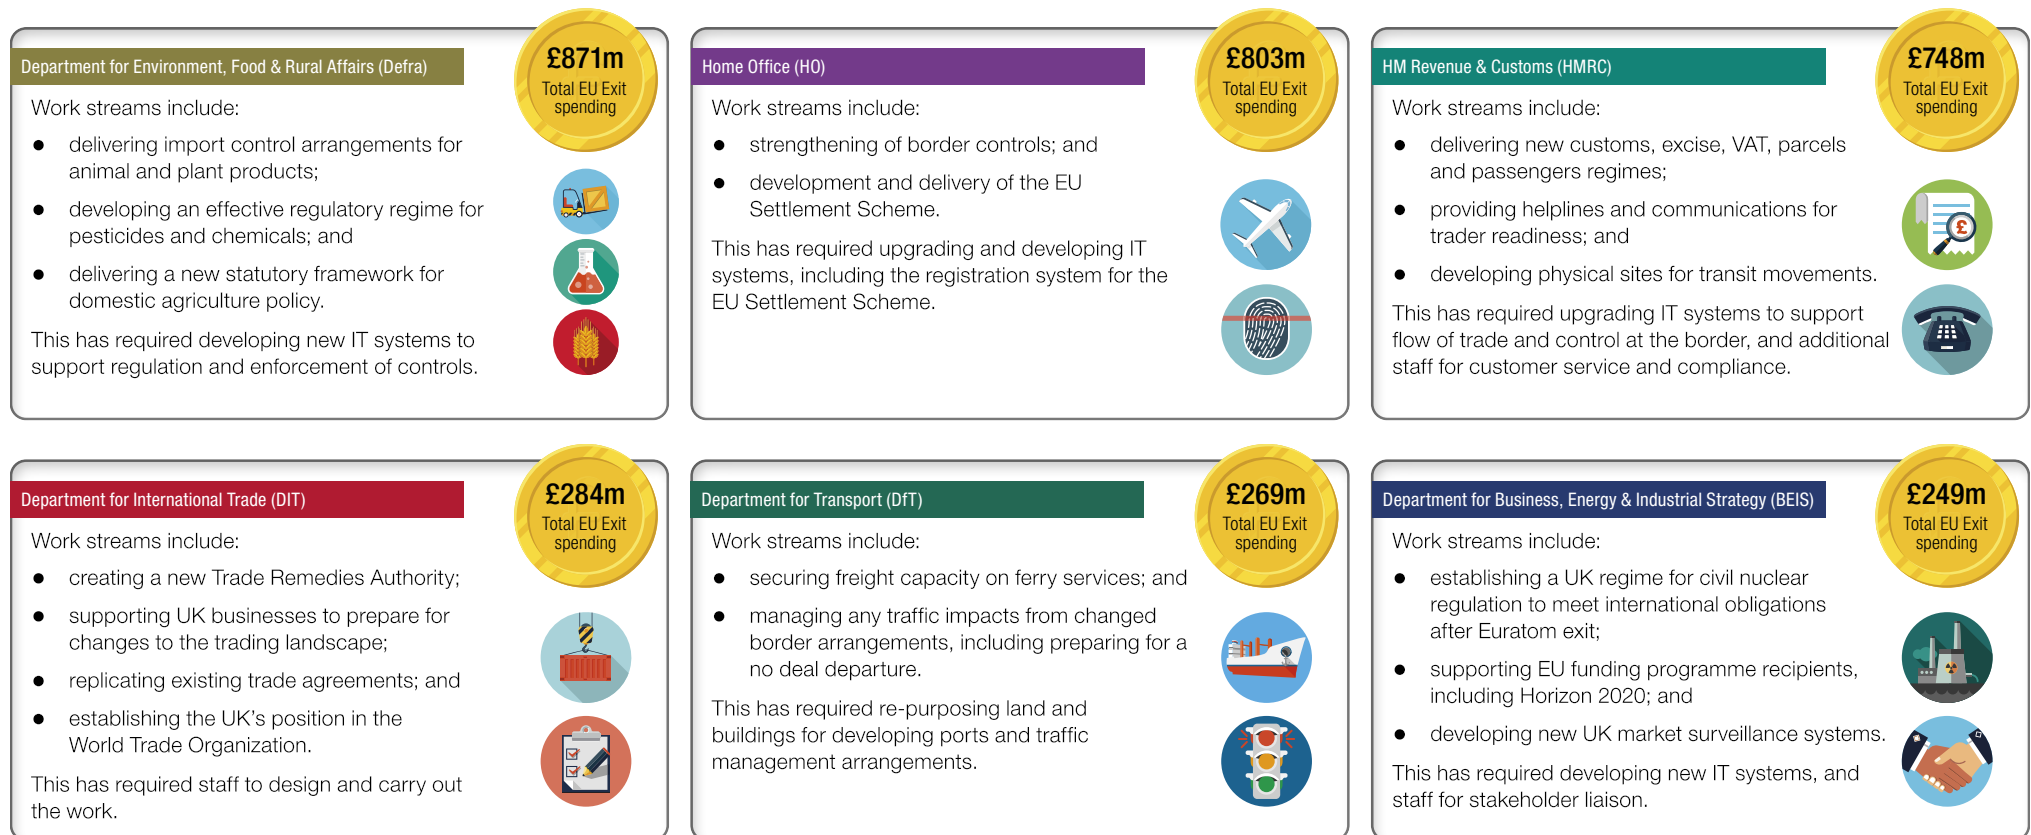 Department for Environment, Food & Rural Affairs (Defra)
£871m
Total EU Exit
spending
Work streams include:
● delivering import control arrangements for
animal and plant products;
● developing an effective regulatory regime for
pesticides and chemicals; and
● delivering a new statutory framework for
domestic agriculture policy.
This has required developing new IT systems to
support regulation and enforcement of controls.
Home Office (HO)
£803m
Total EU Exit
spending
Work streams include:
● strengthening of border controls; and
● development and delivery of the EU
Settlement Scheme.
This has required upgrading and developing IT
systems, including the registration system for the
EU Settlement Scheme.
HM Revenue & Customs (HMRC)
£748m
Total EU Exit
spending
Work streams include:
● delivering new customs, excise, VAT, parcels
and passengers regimes;
● providing helplines and communications for
trader readiness; and
● developing physical sites for transit movements.
This has required upgrading IT systems to support
flow of trade and control at the border, and additional
staff for customer service and compliance.
£
Department for International Trade (DIT)
£284m
Total EU Exit
spending
Work streams include:
● creating a new Trade Remedies Authority;
● supporting UK businesses to prepare for
changes to the trading landscape;
● replicating existing trade agreements; and
● establishing the UK's position in the
World Trade Organization.
This has required staff to design and carry out
the work.
Department for Transport (DfT)
£269m
Total EU Exit
spending
Work streams include:
● securing freight capacity on ferry services; and
● managing any traffic impacts from changed
border arrangements, including preparing for a
no deal departure.
This has required re-purposing land and
buildings for developing ports and traffic
management arrangements.
Department for Business, Energy & Industrial Strategy (BEIS)
£249m
Total EU Exit
spending
Work streams include:
● establishing a UK regime for civil nuclear
regulation to meet international obligations
after Euratom exit;
● supporting EU funding programme recipients,
including Horizon 2020; and
● developing new UK market surveillance systems.
This has required developing new IT systems, and
staff for stakeholder liaison.